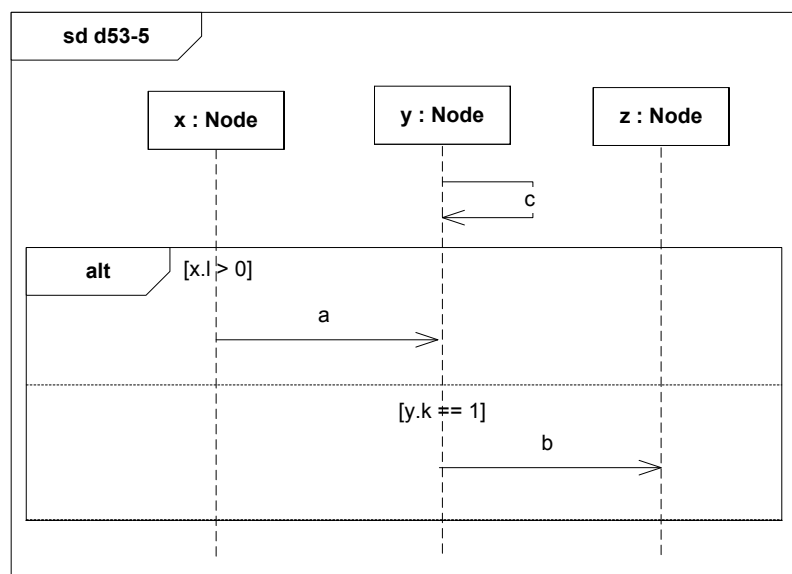 sd d53-5
x : Node
y : Node
z : Node
c
alt
[x.l > 0]
a
[y.k == 1]
b